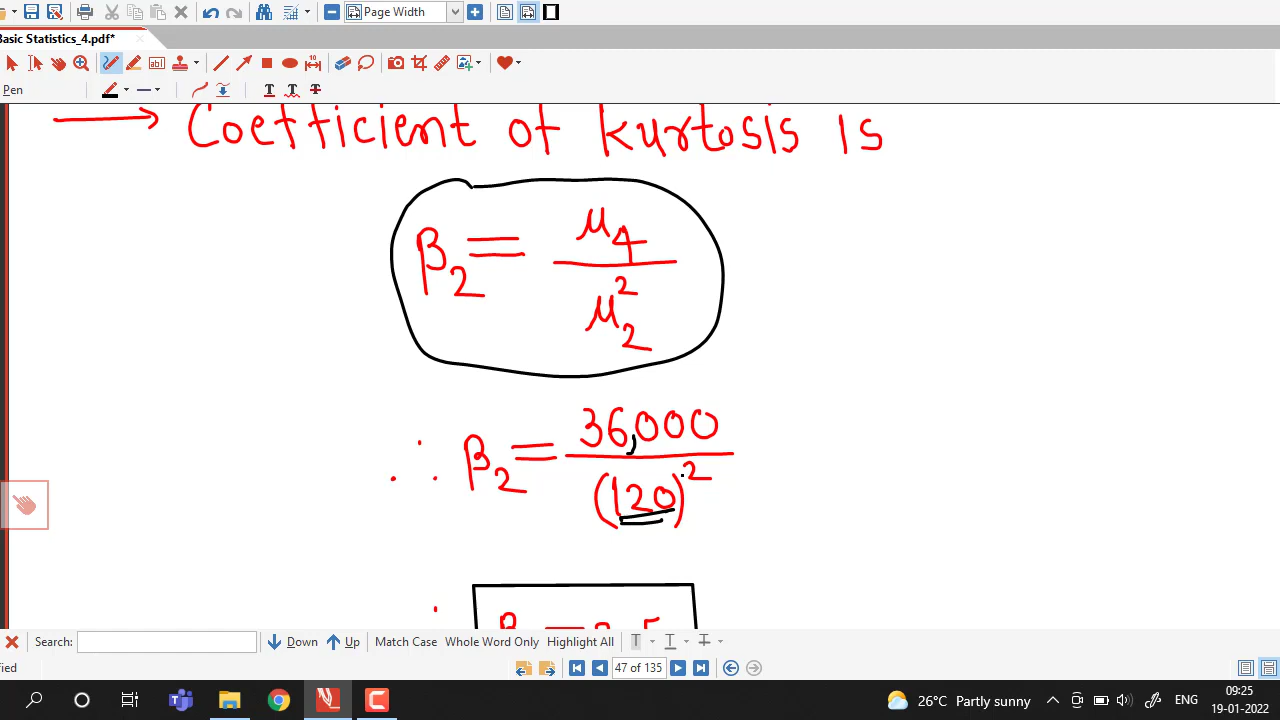 Page Width
Basic Statistics_4.pdf*
Pen
→ Coefficient of kurtosis is
β₂ = μ₄ / μ₂²
∴ β₂ = 36,000 / (120)²
Search: Down Up Match Case Whole Word Only Highlight All T T T
47 of 135
26°C Partly sunny
ENG
09:25
19-01-2022